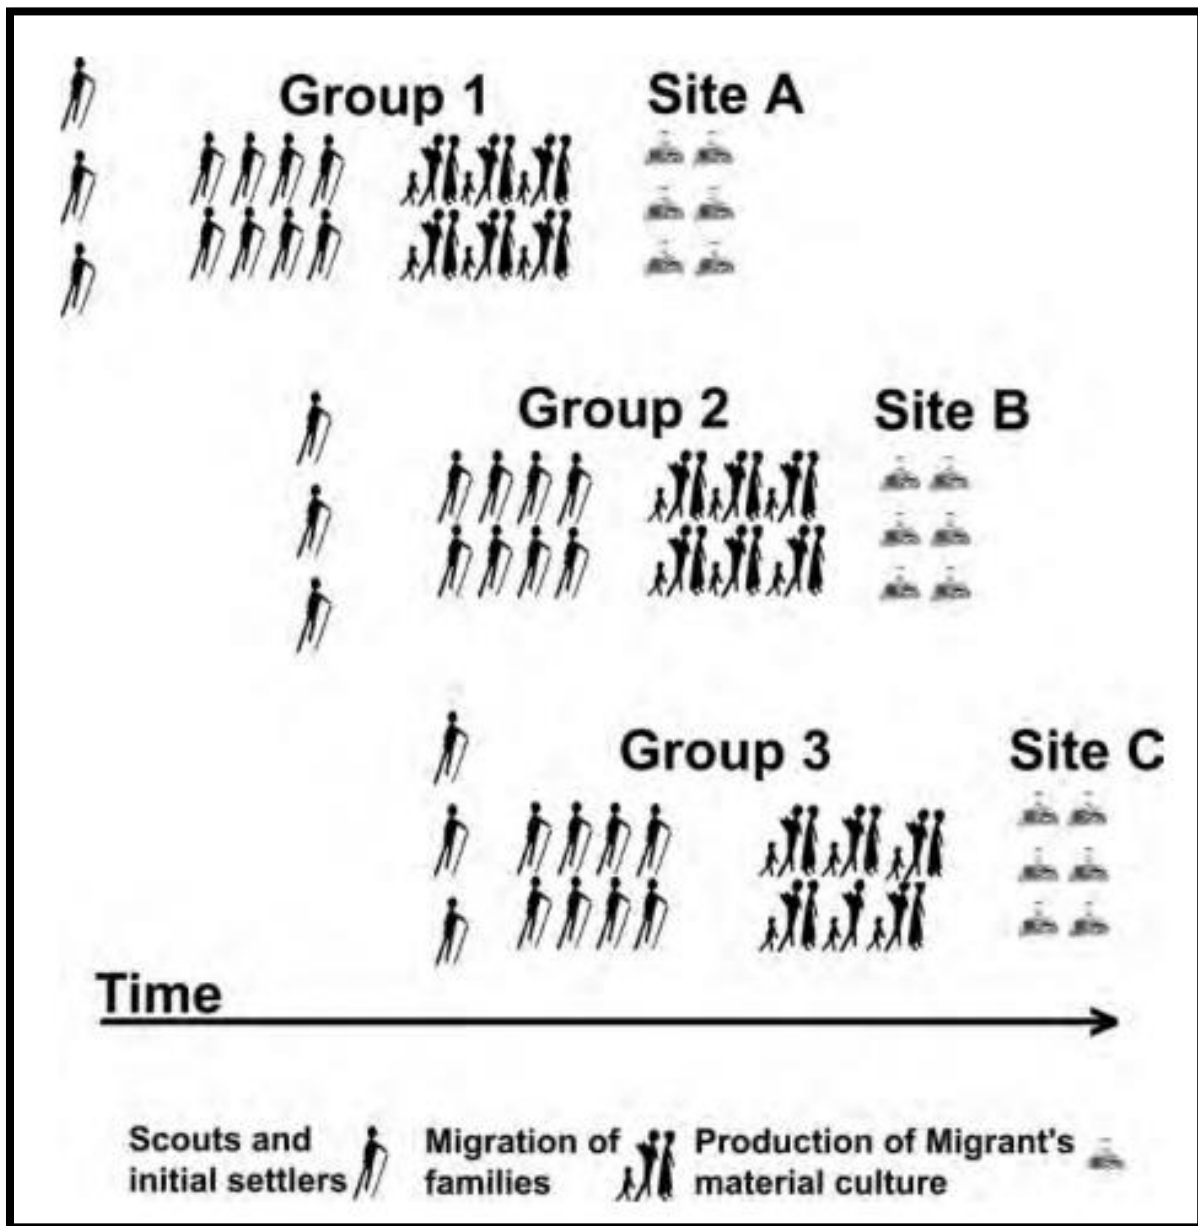 Group 1
Site A
Group 2
Site B
Group 3
Site C
Time
Scouts and
initial settlers
Migration of
families
Production of Migrant's
material culture